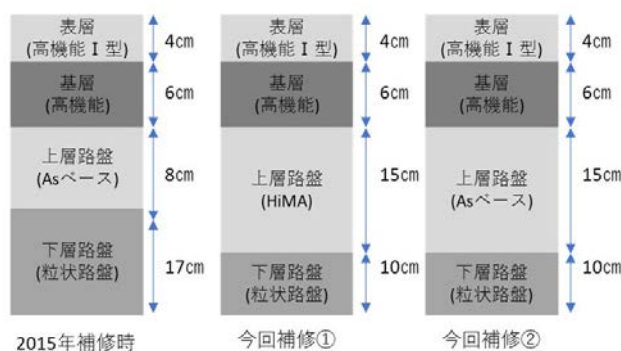 表層
(高機能Ⅰ型)
4cm
基層
(高機能)
6cm
上層路盤
(Asベース)
8cm
下層路盤
(粒状路盤)
17cm
2015年補修時
表層
(高機能Ⅰ型)
4cm
基層
(高機能)
6cm
上層路盤
(HiMA)
15cm
下層路盤
(粒状路盤)
10cm
今回補修①
表層
(高機能Ⅰ型)
4cm
基層
(高機能)
6cm
上層路盤
(Asベース)
15cm
下層路盤
(粒状路盤)
10cm
今回補修②